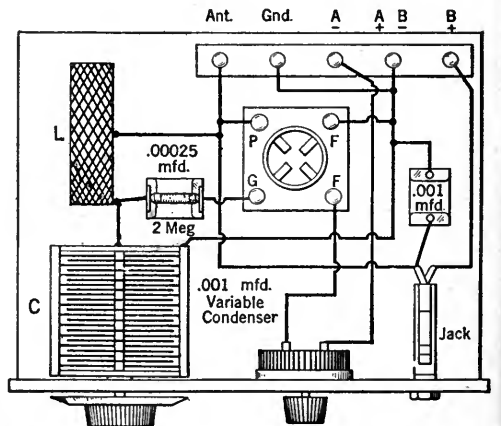 Ant. Gnd. A A B B
- + - +
L
P F
.00025
mfd.
G F
2 Meg
.001
mfd.
C
.001 mfd.
Variable
Condenser
Jack